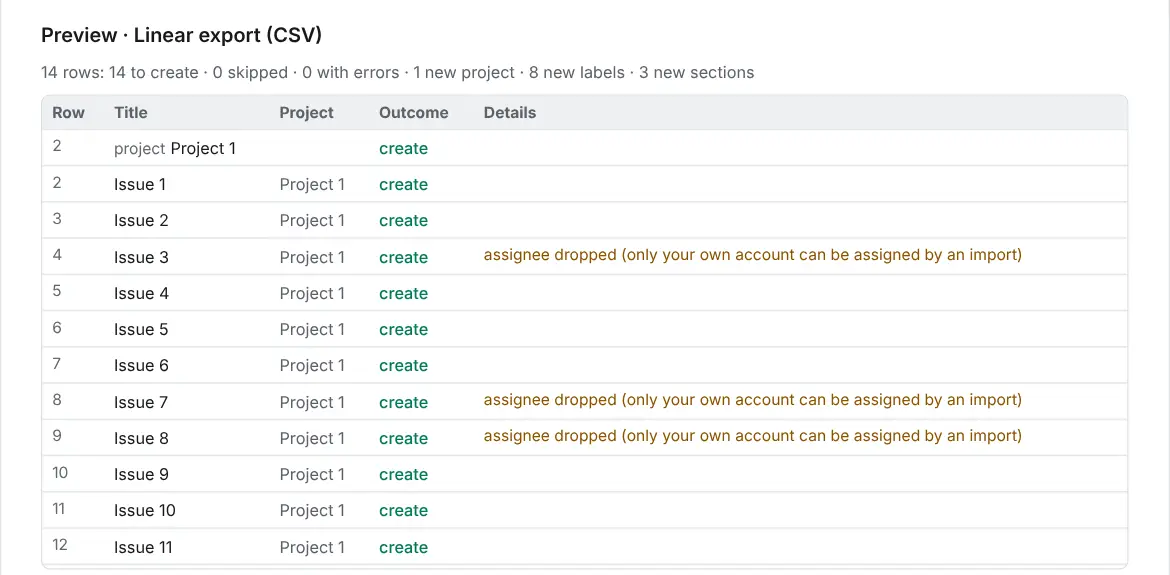 Preview · Linear export (CSV)
14 rows: 14 to create · 0 skipped · 0 with errors · 1 new project · 8 new labels · 3 new sections
Row Title Project Outcome Details
2 project Project 1 create
2 Issue 1 Project 1 create
3 Issue 2 Project 1 create
4 Issue 3 Project 1 create assignee dropped (only your own account can be assigned by an import)
5 Issue 4 Project 1 create
6 Issue 5 Project 1 create
7 Issue 6 Project 1 create
8 Issue 7 Project 1 create assignee dropped (only your own account can be assigned by an import)
9 Issue 8 Project 1 create assignee dropped (only your own account can be assigned by an import)
10 Issue 9 Project 1 create
11 Issue 10 Project 1 create
12 Issue 11 Project 1 create